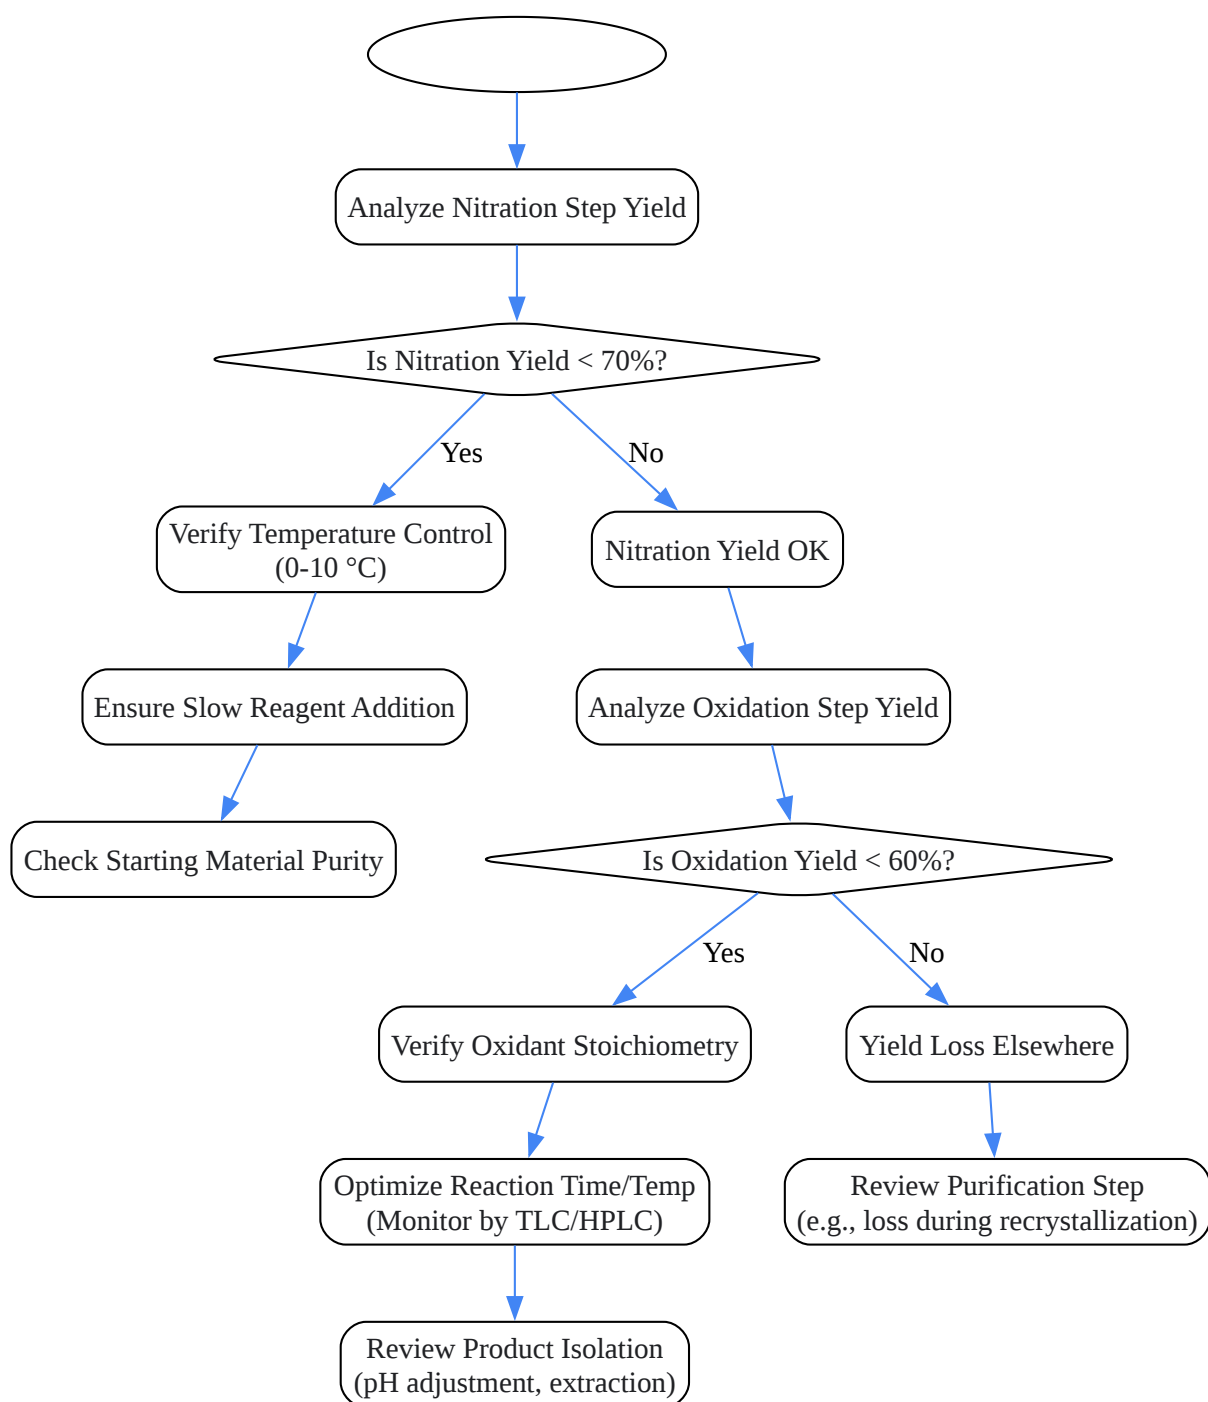 Analyze Nitration Step Yield
Is Nitration Yield < 70%?
Yes
No
Verify Temperature Control
(0-10 °C)
Nitration Yield OK
Ensure Slow Reagent Addition
Analyze Oxidation Step Yield
Check Starting Material Purity
Is Oxidation Yield < 60%?
Yes
No
Verify Oxidant Stoichiometry
Yield Loss Elsewhere
Optimize Reaction Time/Temp
(Monitor by TLC/HPLC)
Review Purification Step
(e.g., loss during recrystallization)
Review Product Isolation
(pH adjustment, extraction)